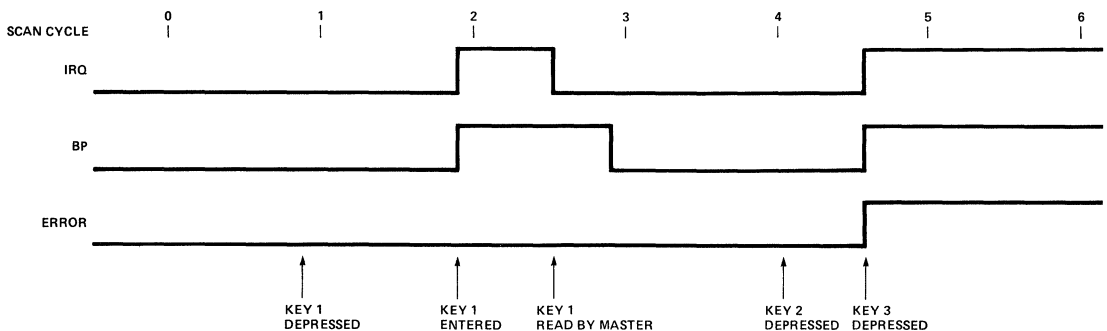 0 1 2 3 4 5 6
SCAN CYCLE
IRQ
BP
ERROR
KEY 1
DEPRESSED
KEY 1
ENTERED
KEY 1
READ BY MASTER
KEY 2
DEPRESSED
KEY 3
DEPRESSED